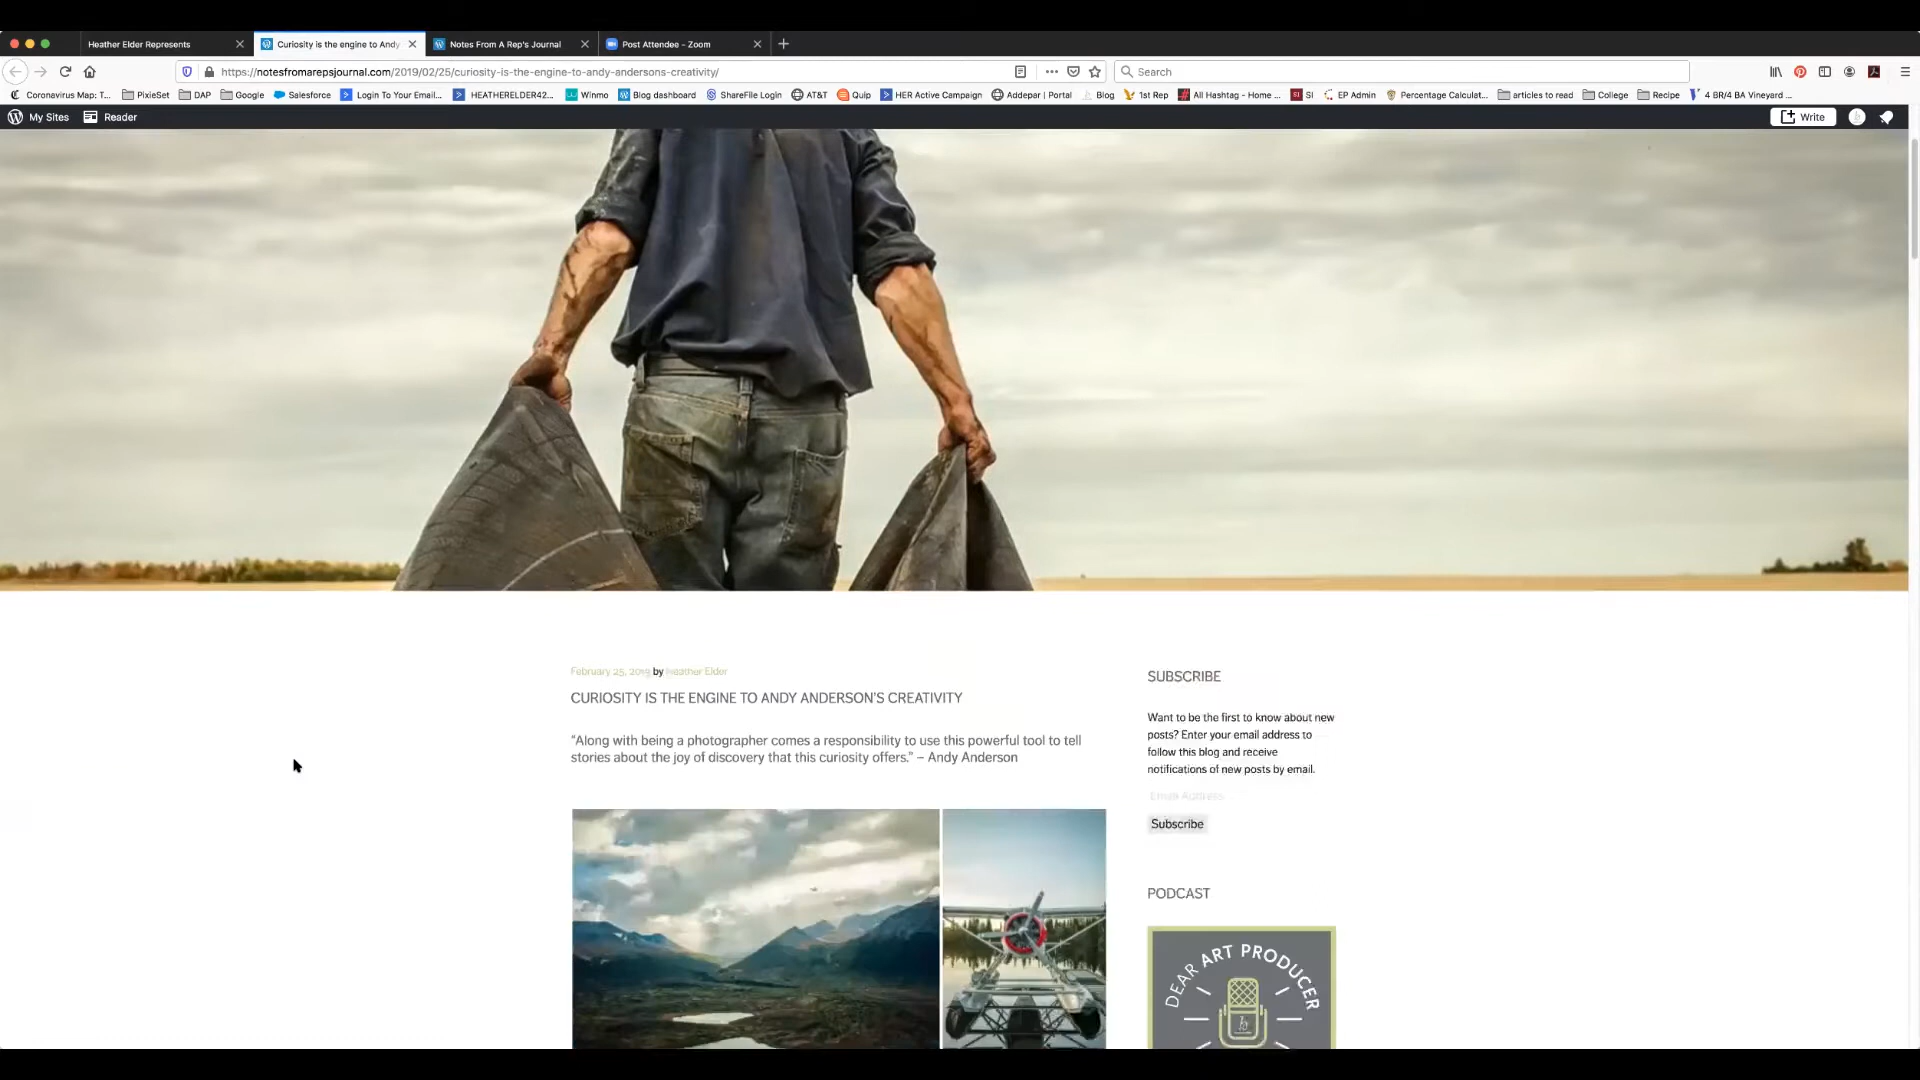 Heather Elder Represents
Curiosity is the engine to Andy
Notes From A Rep's Journal
Post Attendee - Zoom
https://notesfromarepsjournal.com/2019/02/25/curiosity-is-the-engine-to-andy-andersons-creativity/
Search
Coronavirus Map: T...
PixieSet
DAP
Google
Salesforce
Login To Your Email...
HEATHERELDER42...
Winmo
Blog dashboard
ShareFile Login
AT&T
Quip
HER Active Campaign
Addepar | Portal
Blog
1st Rep
All Hashtag - Home ...
SI
EP Admin
Percentage Calculat...
articles to read
College
Recipe
4 BR/4 BA Vineyard ...
My Sites
Reader
Write
February 25, 2019 by Heather Elder
CURIOSITY IS THE ENGINE TO ANDY ANDERSON'S CREATIVITY
“Along with being a photographer comes a responsibility to use this powerful tool to tell
stories about the joy of discovery that this curiosity offers.” – Andy Anderson
SUBSCRIBE
Want to be the first to know about new
posts? Enter your email address to
follow this blog and receive
notifications of new posts by email.
Email Address
Subscribe
PODCAST
DEAR ART PRODUCER